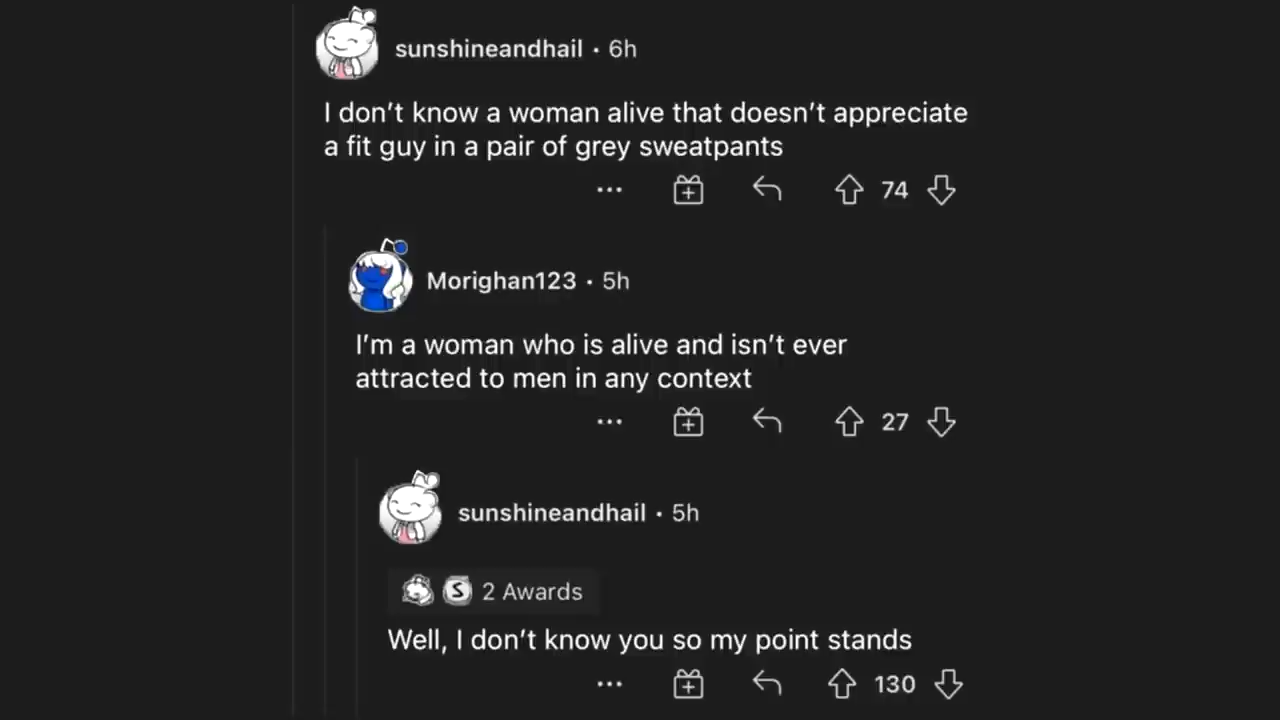 sunshineandhail • 6h
I don't know a woman alive that doesn't appreciate
a fit guy in a pair of grey sweatpants
74
Morighan123 • 5h
I'm a woman who is alive and isn't ever
attracted to men in any context
27
sunshineandhail • 5h
S 2 Awards
Well, I don't know you so my point stands
130